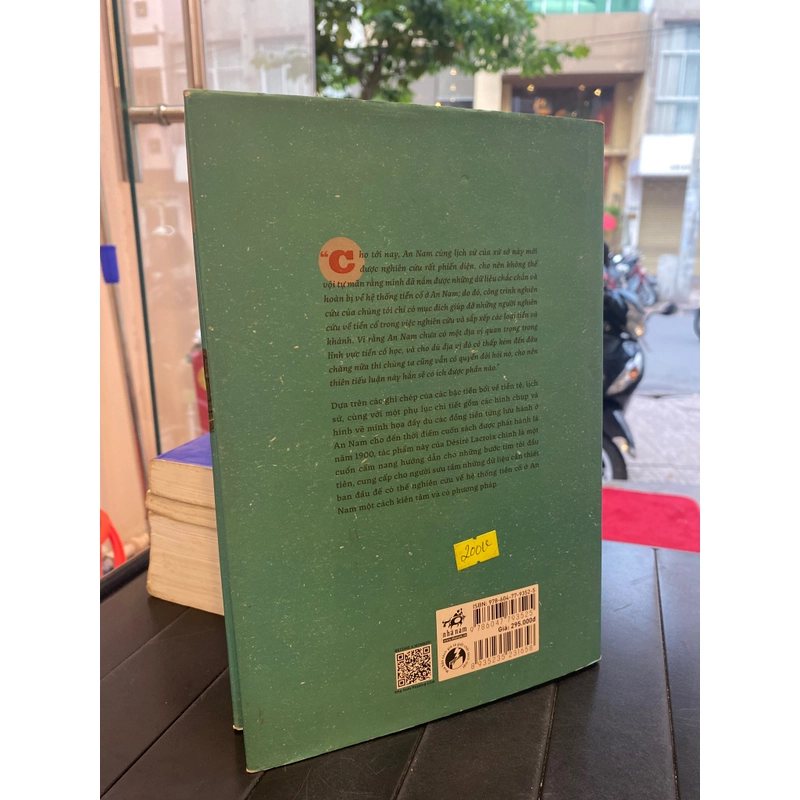 “Cho tới nay, An Nam cùng lịch sử của xứ sở này mới
được nghiên cứu rất phiến diện, cho nên không thể
vội tự mãn rằng mình đã nắm được những dữ liệu chắc chắn và
hoàn bị về hệ thống tiền cổ ở An Nam; do đó, công trình nghiên
cứu của chúng tôi chỉ có mục đích giúp đỡ những người nghiên
cứu về tiền cổ trong việc nghiên cứu và sắp xếp các loại tiền và
khánh. Vì rằng An Nam chưa có một địa vị quan trọng trong
lĩnh vực tiền cổ học, và cho dù địa vị đó có thấp kém đến đâu
chăng nữa thì chúng ta cũng vẫn có quyền đòi hỏi nó, cho nên
thiên tiểu luận này hẳn sẽ có ích được phần nào.”
Dựa trên các ghi chép của các bậc tiền bối về tiền tệ, lịch
sử, cùng với một phụ lục chi tiết gồm các hình chụp và
hình vẽ minh họa đầy đủ các đồng tiền từng lưu hành ở
An Nam cho đến thời điểm cuốn sách được phát hành là
năm 1900, tác phẩm này của Désiré Lacroix chính là một
cuốn cẩm nang hướng dẫn cho những bước tìm tòi đầu
tiên, cung cấp cho người sưu tầm những dữ liệu cần thiết
ban đầu để có thể nghiên cứu về hệ thống tiền cổ ở An
Nam một cách kiên tâm và có phương pháp.
200k
ISBN: 978-604-77-9352-5
9 786047 793525
Giá: 295.000đ
nhã nam
8 935235 231658